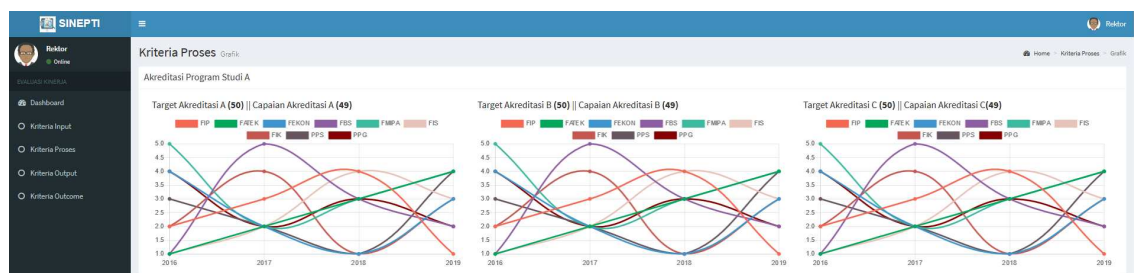 SINEPTI
Rektor
Rektor
Online
EVALUASI KINERJA
Dashboard
Kriteria Input
Kriteria Proses
Kriteria Output
Kriteria Outcome
Kriteria Proses Grafik
Home - Kriteria Proses - Grafik
Akreditasi Program Studi A
Target Akreditasi A (50) || Capaian Akreditasi A (49)
FIP FATEK FEKON FBS FMIPA FIS
FIK PPS PPG
5.0
4.5
4.0
3.5
3.0
2.5
2.0
1.5
1.0
2016 2017 2018 2019
Target Akreditasi B (50) || Capaian Akreditasi B (49)
FIP FATEK FEKON FBS FMIPA FIS
FIK PPS PPG
5.0
4.5
4.0
3.5
3.0
2.5
2.0
1.5
1.0
2016 2017 2018 2019
Target Akreditasi C (50) || Capaian Akreditasi C(49)
FIP FATEK FEKON FBS FMIPA FIS
FIK PPS PPG
5.0
4.5
4.0
3.5
3.0
2.5
2.0
1.5
1.0
2016 2017 2018 2019